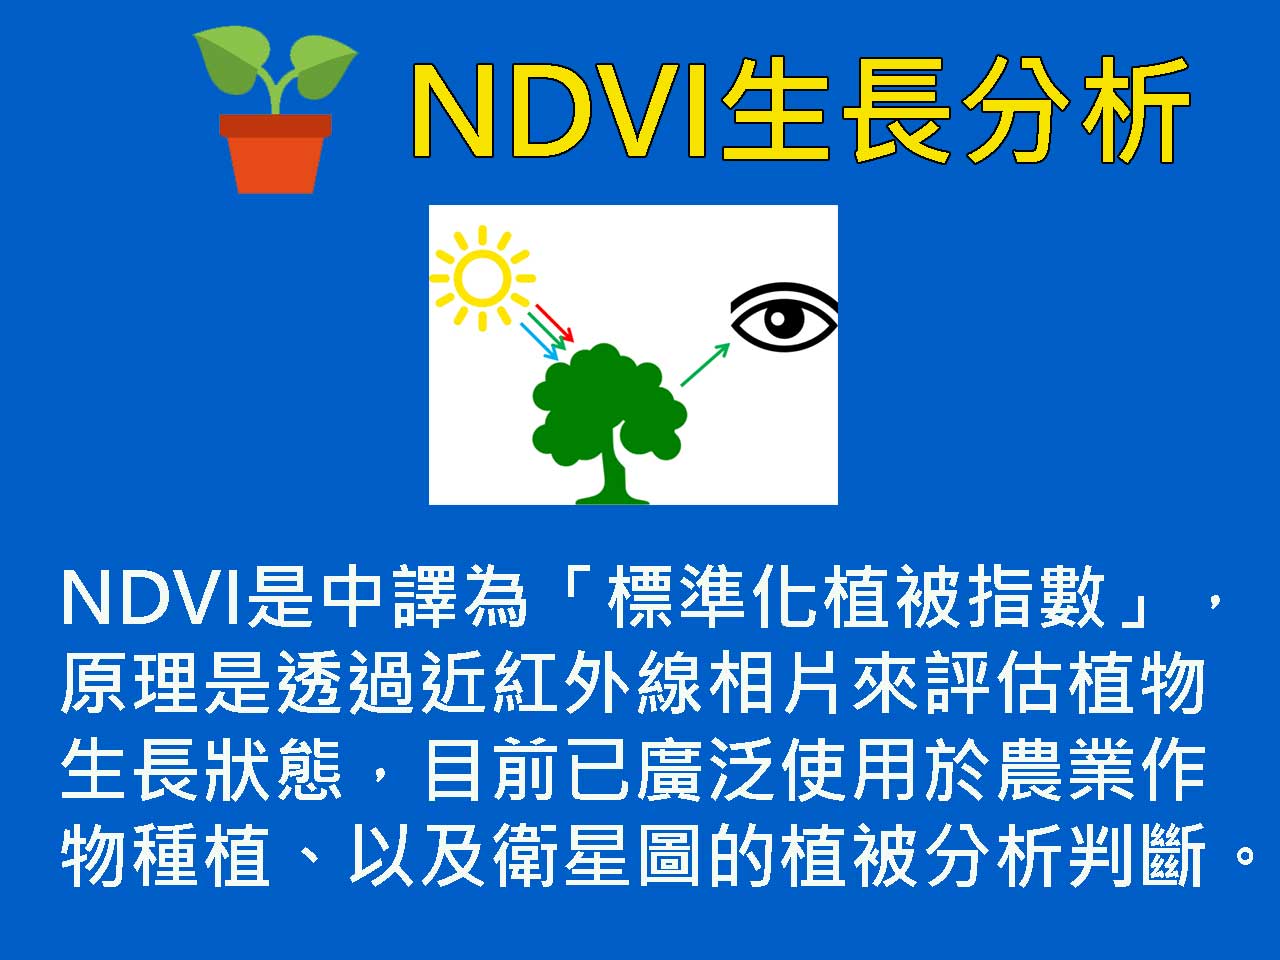 NDVI生長分析
NDVI是中譯為「標準化植被指數」，
原理是透過近紅外線相片來評估植物
生長狀態，目前已廣泛使用於農業作
物種植、以及衛星圖的植被分析判斷。